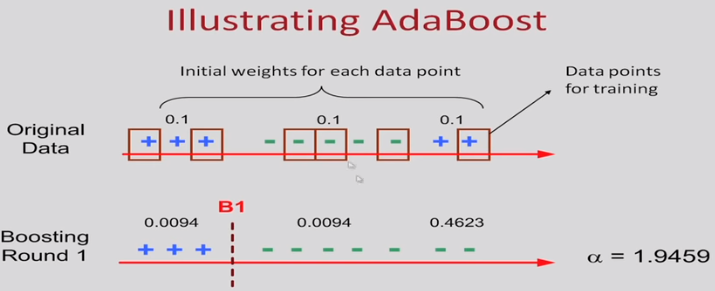 Illustrating AdaBoost
Initial weights for each data point
Data points
for training
0.1 0.1 0.1
Original
Data
+ + + - - - - - + +
B1
0.0094 0.0094 0.4623
Boosting
Round 1
+ + + - - - - - - -
α = 1.9459